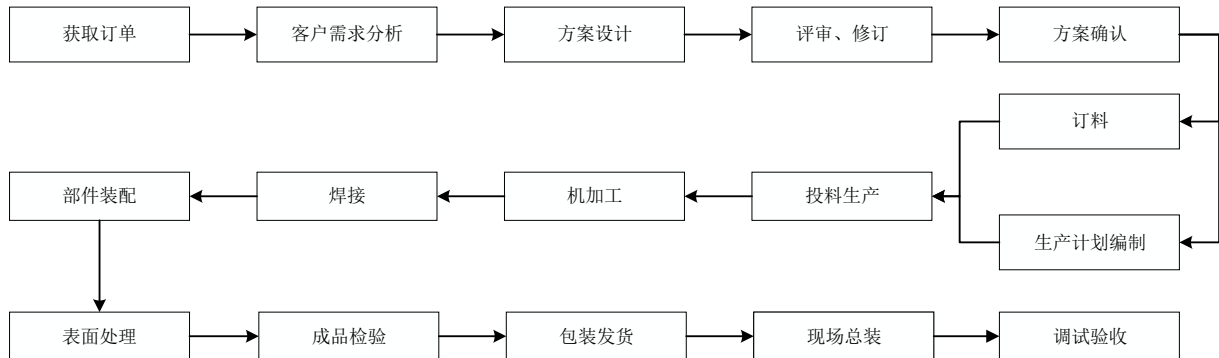 获取订单
客户需求分析
方案设计
评审、修订
方案确认
订料
生产计划编制
投料生产
机加工
焊接
部件装配
表面处理
成品检验
包装发货
现场总装
调试验收